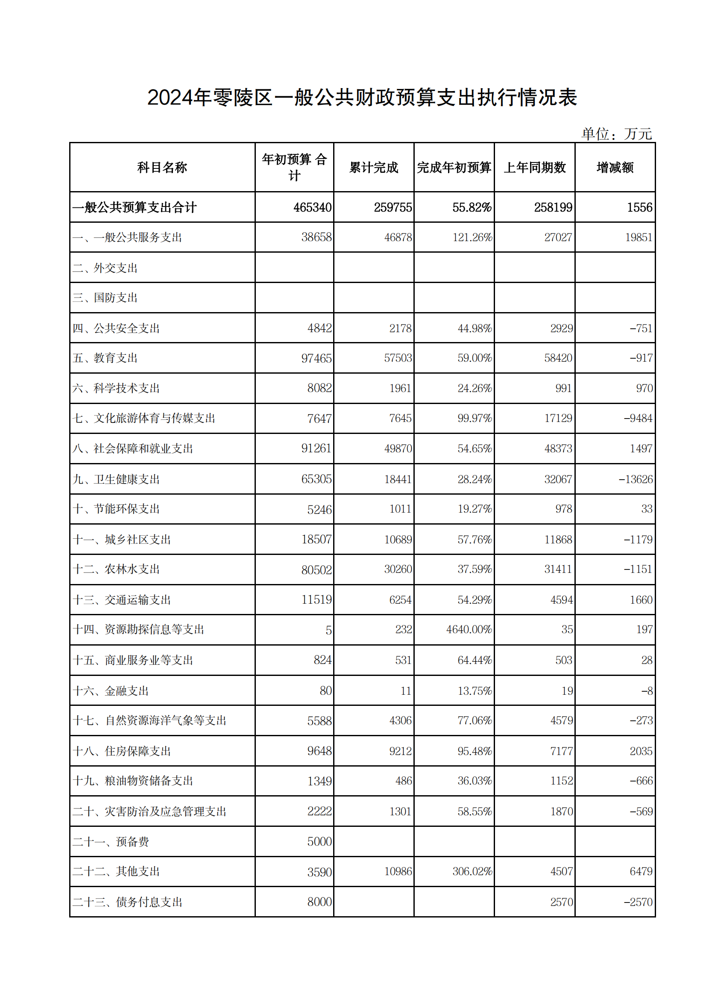 2024年零陵区一般公共财政预算支出执行情况表
单位：万元
科目名称 年初预算 合计 累计完成 完成年初预算 上年同期数 增减额
一般公共预算支出合计 465340 259755 55.82% 258199 1556
一、一般公共服务支出 38658 46878 121.26% 27027 19851
二、外交支出
三、国防支出
四、公共安全支出 4842 2178 44.98% 2929 -751
五、教育支出 97465 57503 59.00% 58420 -917
六、科学技术支出 8082 1961 24.26% 991 970
七、文化旅游体育与传媒支出 7647 7645 99.97% 17129 -9484
八、社会保障和就业支出 91261 49870 54.65% 48373 1497
九、卫生健康支出 65305 18441 28.24% 32067 -13626
十、节能环保支出 5246 1011 19.27% 978 33
十一、城乡社区支出 18507 10689 57.76% 11868 -1179
十二、农林水支出 80502 30260 37.59% 31411 -1151
十三、交通运输支出 11519 6254 54.29% 4594 1660
十四、资源勘探信息等支出 5 232 4640.00% 35 197
十五、商业服务业等支出 824 531 64.44% 503 28
十六、金融支出 80 11 13.75% 19 -8
十七、自然资源海洋气象等支出 5588 4306 77.06% 4579 -273
十八、住房保障支出 9648 9212 95.48% 7177 2035
十九、粮油物资储备支出 1349 486 36.03% 1152 -666
二十、灾害防治及应急管理支出 2222 1301 58.55% 1870 -569
二十一、预备费 5000
二十二、其他支出 3590 10986 306.02% 4507 6479
二十三、债务付息支出 8000 2570 -2570